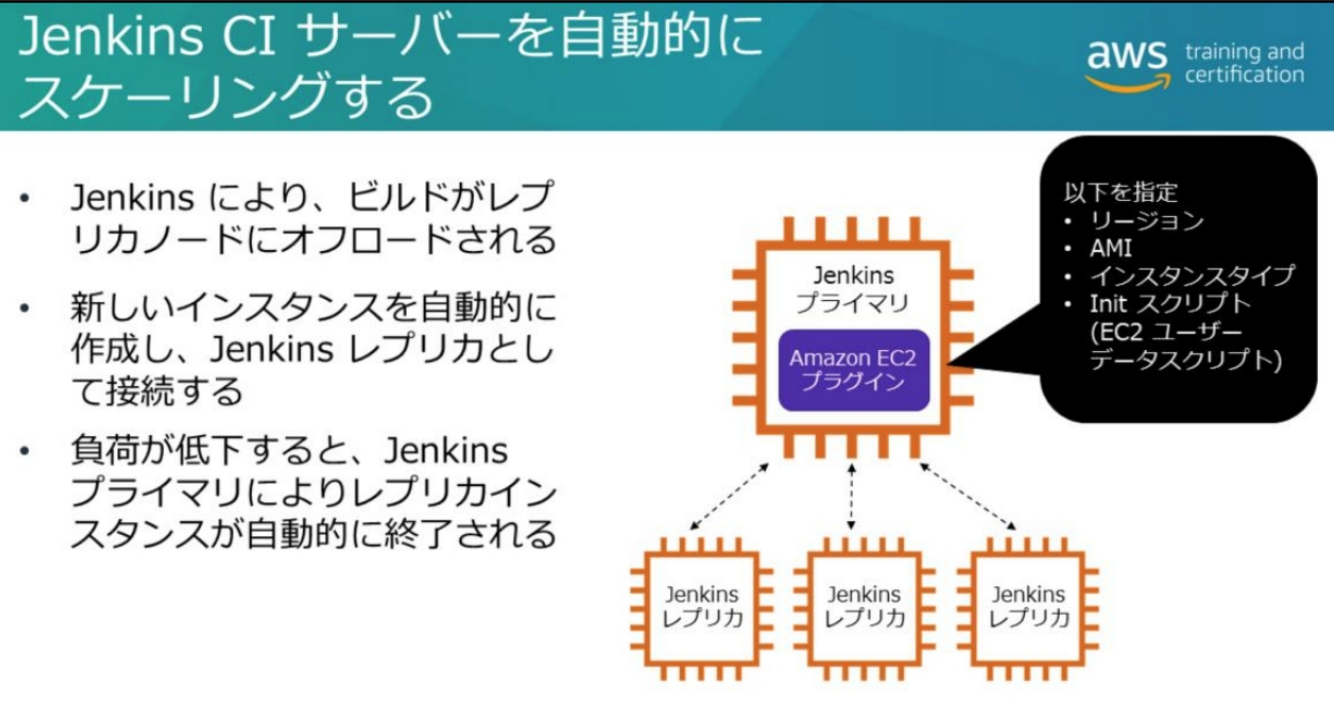 Jenkins CI サーバーを自動的に
スケーリングする
aws training and
certification
• Jenkins により、ビルドがレプ
リカノードにオフロードされる
• 新しいインスタンスを自動的に
作成し、Jenkins レプリカとし
て接続する
• 負荷が低下すると、Jenkins
プライマリによりレプリカイン
スタンスが自動的に終了される
以下を指定
• リージョン
• AMI
• インスタンスタイプ
• Init スクリプト
(EC2 ユーザー
データスクリプト)
Jenkins
プライマリ
Amazon EC2
プラグイン
Jenkins
レプリカ
Jenkins
レプリカ
Jenkins
レプリカ